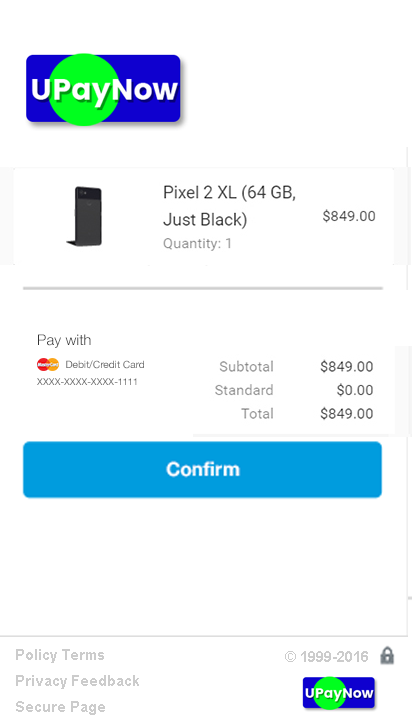 UPayNow
Pixel 2 XL (64 GB,
Just Black)
$849.00
Quantity: 1
Pay with
MasterCard Debit/Credit Card
XXXX-XXXX-XXXX-1111
Subtotal $849.00
Standard $0.00
Total $849.00
Confirm
Policy Terms
© 1999-2016
Privacy Feedback
UPayNow
Secure Page